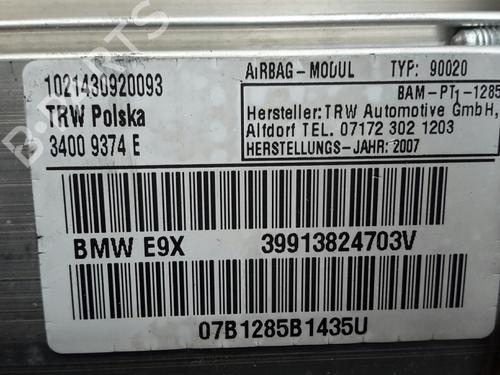 1021430920093
TRW Polska
3400 9374 E
AIRBAG-MODUL TYP: 90020
BAM-PT1-1285
Hersteller: TRW Automotive GmbH,
Alfdorf TEL. 07172 302 1203
HERSTELLUNGS-JAHR: 2007
BMW E9X 39913824703V
07B1285B1435U
B-PARTS